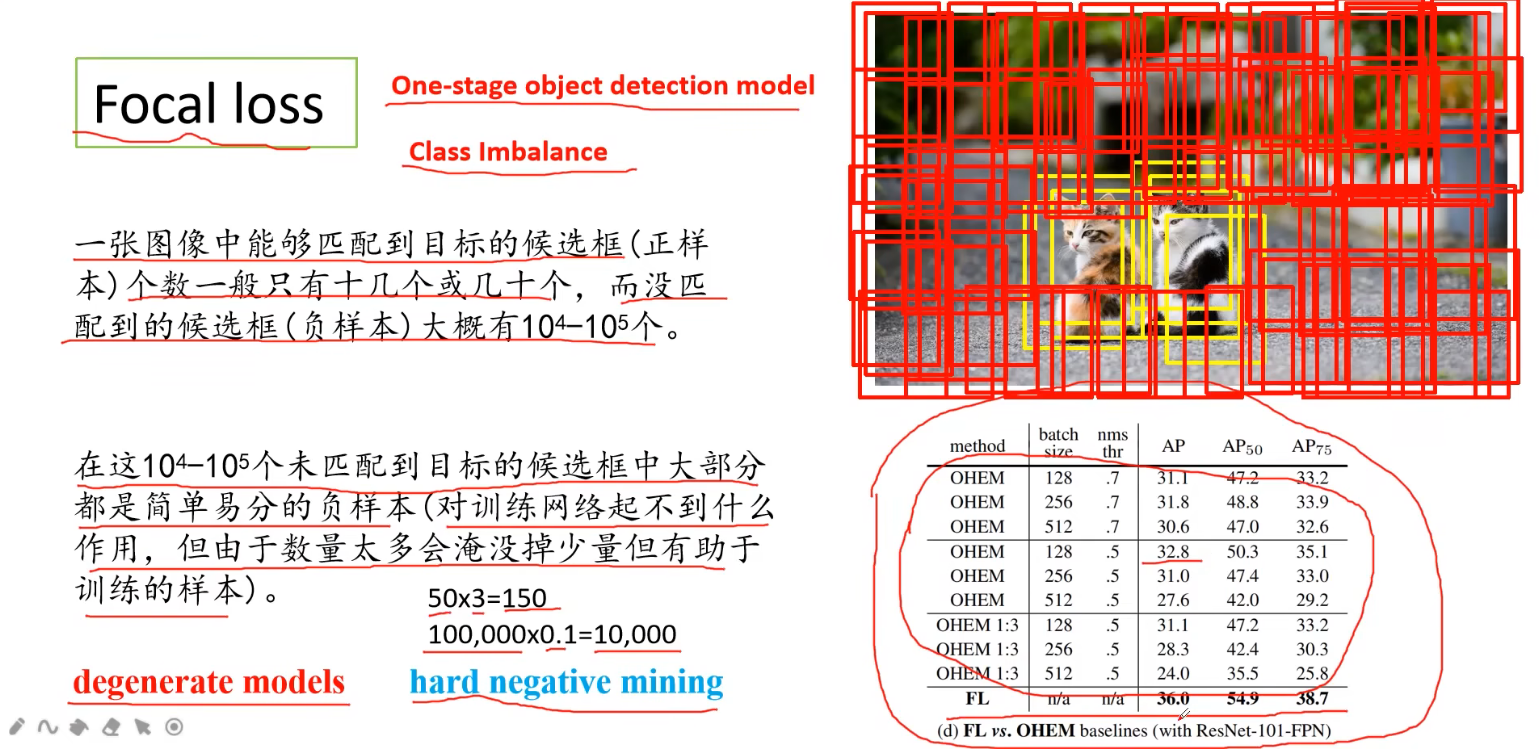 Focal loss
One-stage object detection model
Class Imbalance
一张图像中能够匹配到目标的候选框(正样
本)个数一般只有十几个或几十个，而没匹
配到的候选框(负样本)大概有10⁴–10⁵个。
在这10⁴–10⁵个未匹配到目标的候选框中大部分
都是简单易分的负样本(对训练网络起不到什么
作用，但由于数量太多会淹没掉少量但有助于
训练的样本)。
50x3=150
100,000x0.1=10,000
degenerate models
hard negative mining
method batch size nms thr AP AP₅₀ AP₇₅
OHEM 128 .7 31.1 47.2 33.2
OHEM 256 .7 31.8 48.8 33.9
OHEM 512 .7 30.6 47.0 32.6
OHEM 128 .5 32.8 50.3 35.1
OHEM 256 .5 31.0 47.4 33.0
OHEM 512 .5 27.6 42.0 29.2
OHEM 1:3 128 .5 31.1 47.2 33.2
OHEM 1:3 256 .5 28.3 42.4 30.3
OHEM 1:3 512 .5 24.0 35.5 25.8
FL n/a n/a 36.0 54.9 38.7
(d) FL vs. OHEM baselines (with ResNet-101-FPN)